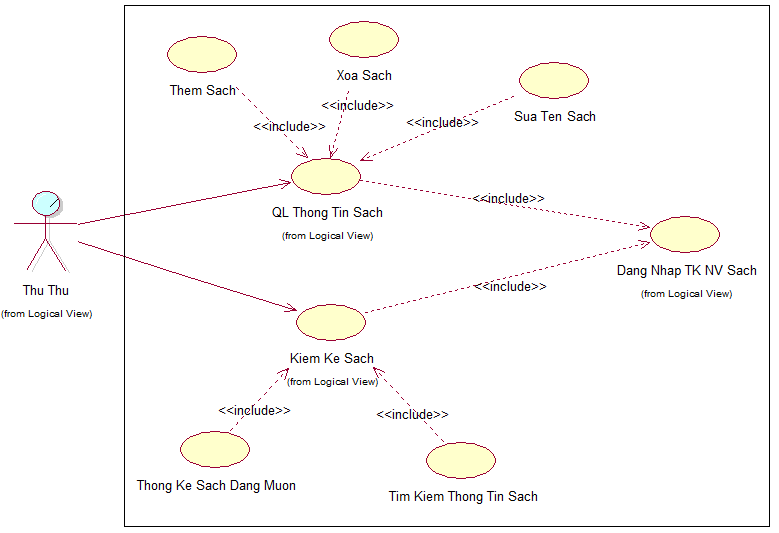 Xoa Sach
Them Sach
<<include>>
Sua Ten Sach
<<include>>
<<include>>
<<include>>
QL Thong Tin Sach
(from Logical View)
Dang Nhap TK NV Sach
(from Logical View)
Thu Thu
(from Logical View)
<<include>>
Kiem Ke Sach
(from Logical View)
<<include>>
<<include>>
Thong Ke Sach Dang Muon
Tim Kiem Thong Tin Sach